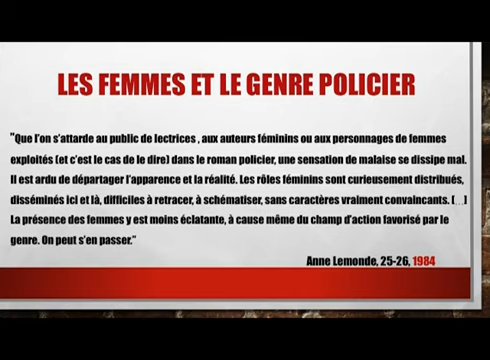 LES FEMMES ET LE GENRE POLICIER
"Que l'on s'attarde au public de lectrices , aux auteurs féminins ou aux personnages de femmes
exploités (et c'est le cas de le dire) dans le roman policier, une sensation de malaise se dissipe mal.
Il est ardu de départager l'apparence et la réalité. Les rôles féminins sont curieusement distribués,
disséminés ici et là, difficiles à retracer, à schématiser, sans caractères vraiment convaincants. […]
La présence des femmes y est moins éclatante, à cause même du champ d'action favorisé par le
genre. On peut s'en passer."
Anne Lemonde, 25-26, 1984